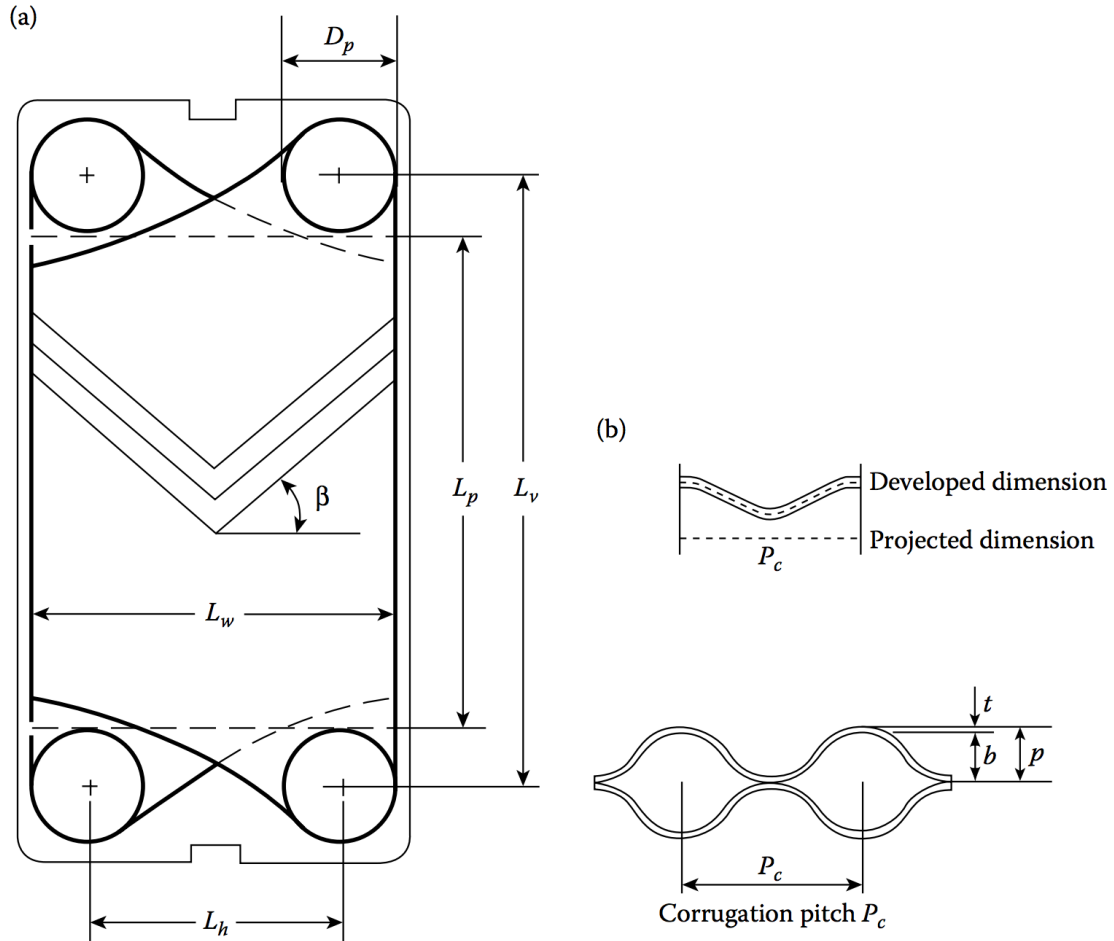 (a)
D_p
β
L_p
L_v
L_w
L_h
(b)
Developed dimension
Projected dimension
P_c
t
b
p
P_c
Corrugation pitch P_c